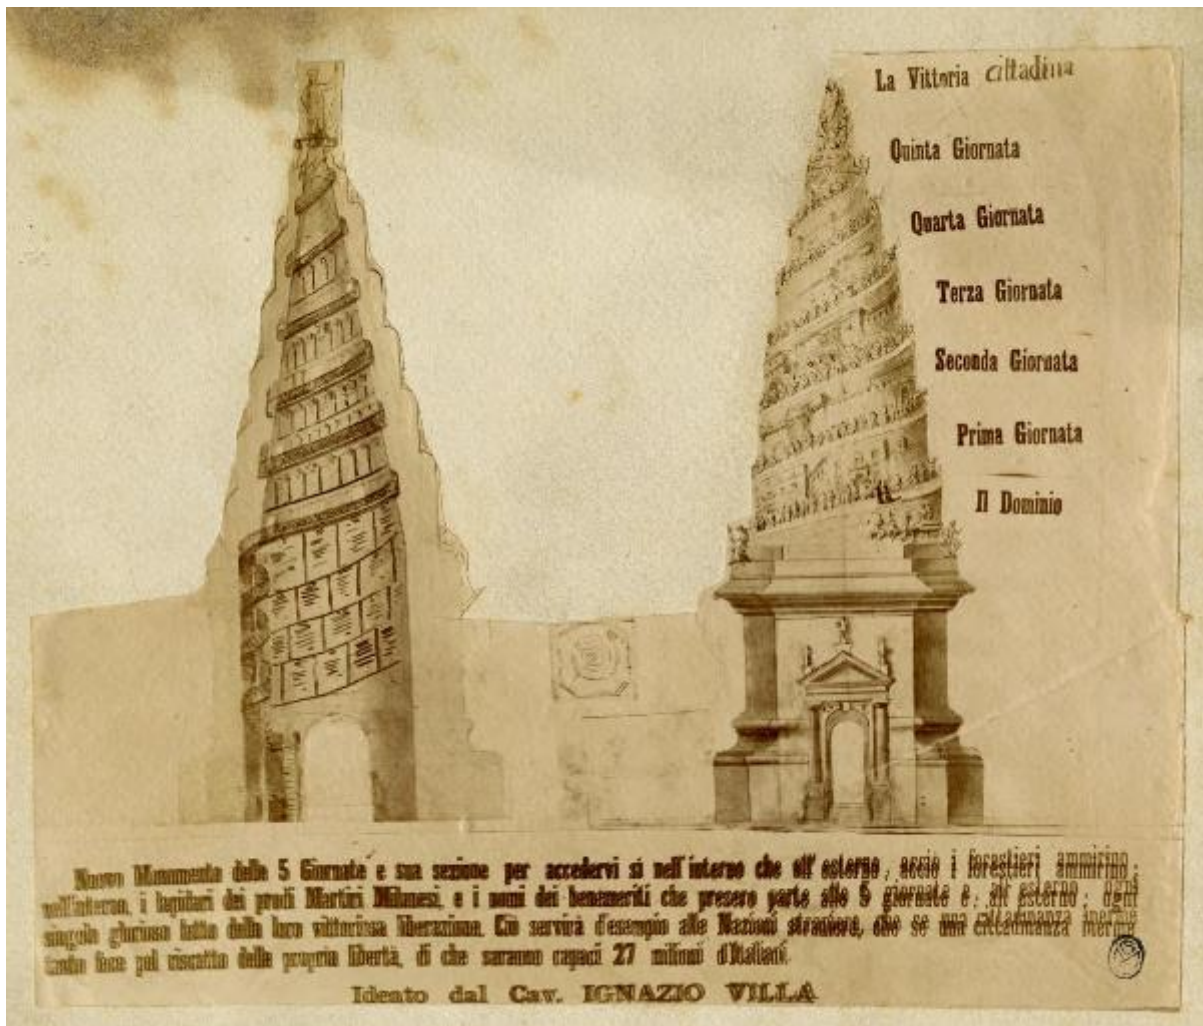 La Vittoria cittadina
Quinta Giornata
Quarta Giornata
Terza Giornata
Seconda Giornata
Prima Giornata
Il Dominio
Nuovo Monumento delle 5 Giornate e sua sezione per accedervi sì nell'interno che all'esterno, accio i forestieri ammirino,
nell'interno, i lapidari dei prodi Martiri Milanesi, e i nomi dei benemeriti che presero parte alle 5 giornate e, all'esterno, ogni
singolo glorioso fatto della loro vittoriosa liberazione. Ciò servirà d'esempio alle Nazioni straniere, che se una cittadinanza inerme
tanto fece pel riscatto della propria libertà, di che saranno capaci 27 milioni d'Italiani.
Ideato dal Cav. IGNAZIO VILLA